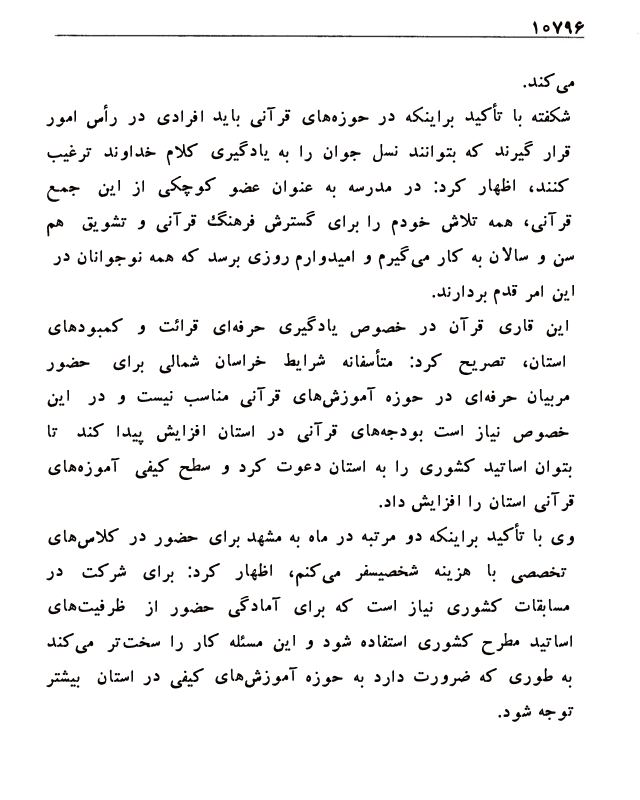 ۱۰۷۹۶
می‌کند.
شکفته با تأکید براینکه در حوزه‌های قرآنی باید افرادی در رأس امور
قرار گیرند که بتوانند نسل جوان را به یادگیری کلام خداوند ترغیب
کنند، اظهار کرد: در مدرسه به عنوان عضو کوچکی از این جمع
قرآنی، همه تلاش خودم را برای گسترش فرهنگ قرآنی و تشویق هم
سن و سالان به کار می‌گیرم و امیدوارم روزی برسد که همه نوجوانان در
این امر قدم بردارند.
این قاری قرآن در خصوص یادگیری حرفه‌ای قرائت و کمبودهای
استان، تصریح کرد: متأسفانه شرایط خراسان شمالی برای حضور
مربیان حرفه‌ای در حوزه آموزش‌های قرآنی مناسب نیست و در این
خصوص نیاز است بودجه‌های قرآنی در استان افزایش پیدا کند تا
بتوان اساتید کشوری را به استان دعوت کرد و سطح کیفی آموزه‌های
قرآنی استان را افزایش داد.
وی با تأکید براینکه دو مرتبه در ماه به مشهد برای حضور در کلاس‌های
تخصصی با هزینه شخصیسفر می‌کنم، اظهار کرد: برای شرکت در
مسابقات کشوری نیاز است که برای آمادگی حضور از ظرفیت‌های
اساتید مطرح کشوری استفاده شود و این مسئله کار را سخت‌تر می‌کند
به طوری که ضرورت دارد به حوزه آموزش‌های کیفی در استان بیشتر
توجه شود.